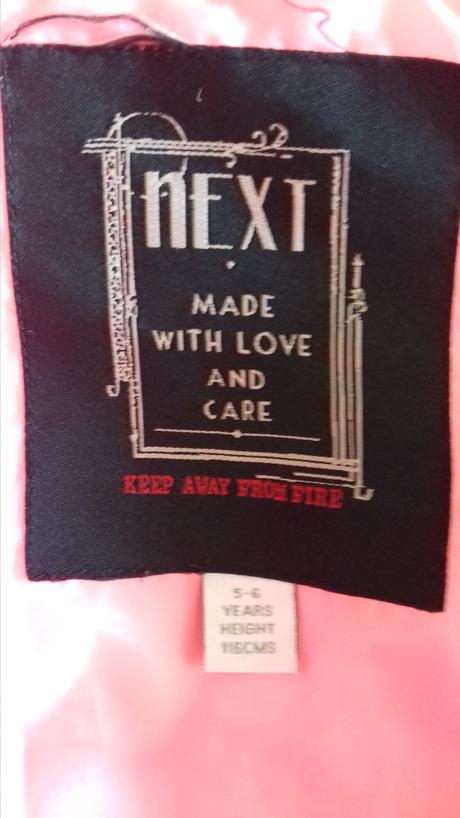 nEXT
MADE
WITH LOVE
AND
CARE
KEEP AWAY FROM FIRE
5-6
YEARS
HEIGHT
116CMS